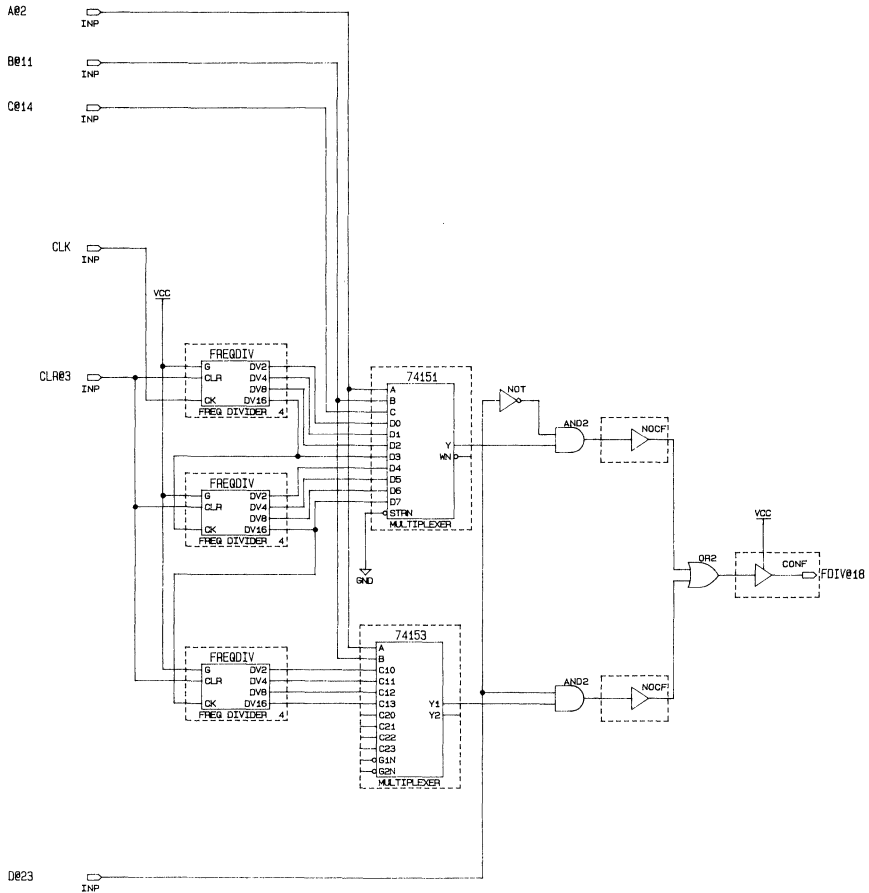 A@2
INP
B@11
INP
C@14
INP
CLK
INP
VCC
CLR@3
INP
FREQDIV
G DV2
CLR DV4
DV8
CK DV16
FREQ DIVIDER 4
FREQDIV
G DV2
CLR DV4
DV8
CK DV16
FREQ DIVIDER 4
74151
A
B
C
D0
D1
D2 Y
D3 WN
D4
D5
D6
D7
STRN
MULTIPLEXER
GND
NOT
AND2
NOCF
VCC
OR2
CONF
FDIV@18
FREQDIV
G DV2
CLR DV4
DV8
CK DV16
FREQ DIVIDER 4
74153
A
B
C10
C11
C12
C13 Y1
C20 Y2
C21
C22
C23
G1N
G2N
MULTIPLEXER
AND2
NOCF
D@23
INP